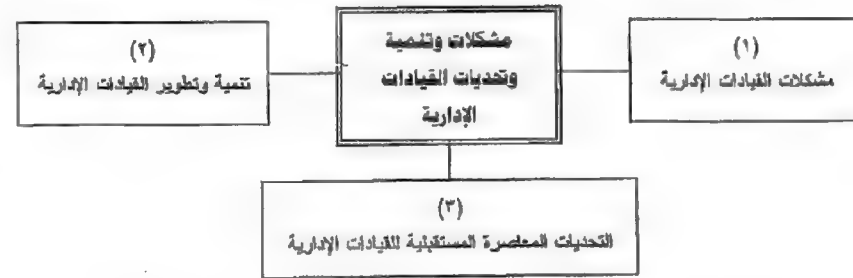 مشكلات وتنمية
وتحديات القيادات
الإدارية
(١)
مشكلات القيادات الإدارية
(٢)
تنمية وتطوير القيادات الإدارية
(٣)
التحديات المعاصرة المستقبلية للقيادات الإدارية